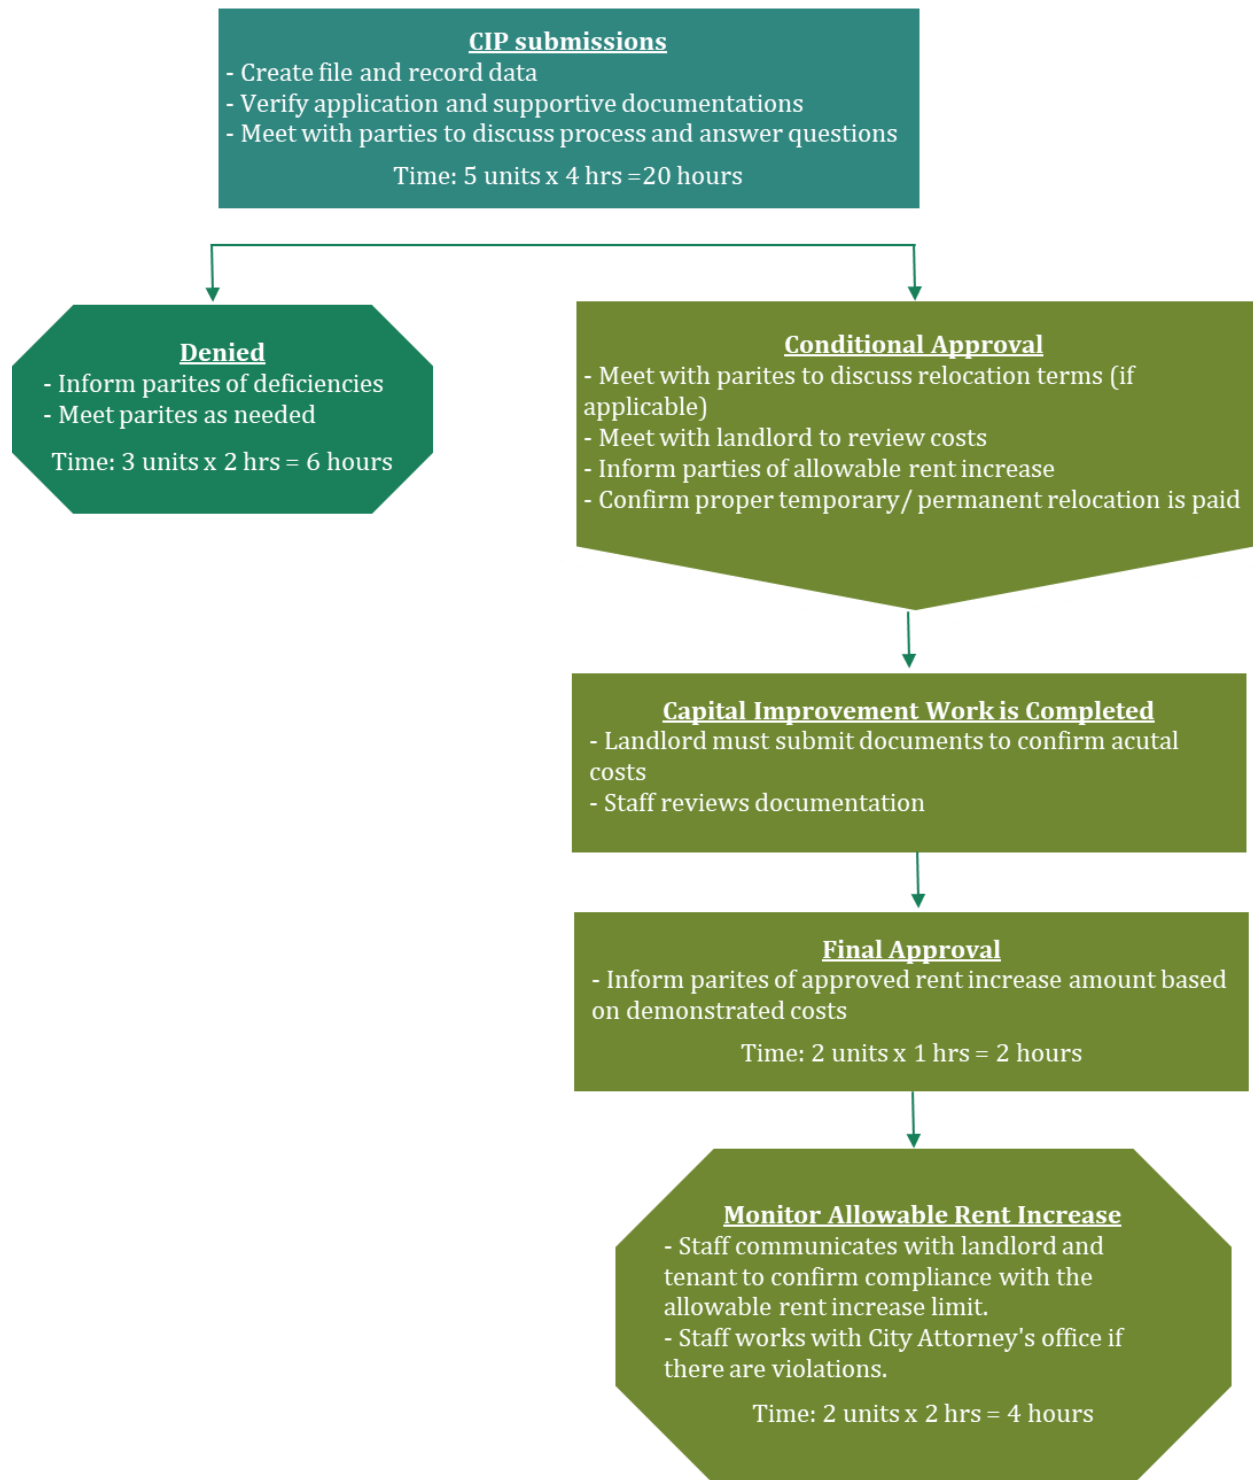 CIP submissions
- Create file and record data
- Verify application and supportive documentations
- Meet with parties to discuss process and answer questions
Time: 5 units x 4 hrs =20 hours
Denied
- Inform parites of deficiencies
- Meet parites as needed
Time: 3 units x 2 hrs = 6 hours
Conditional Approval
- Meet with parites to discuss relocation terms (if
applicable)
- Meet with landlord to review costs
- Inform parties of allowable rent increase
- Confirm proper temporary/ permanent relocation is paid
Capital Improvement Work is Completed
- Landlord must submit documents to confirm acutal
costs
- Staff reviews documentation
Final Approval
- Inform parites of approved rent increase amount based
on demonstrated costs
Time: 2 units x 1 hrs = 2 hours
Monitor Allowable Rent Increase
- Staff communicates with landlord and
tenant to confirm compliance with the
allowable rent increase limit.
- Staff works with City Attorney's office if
there are violations.
Time: 2 units x 2 hrs = 4 hours